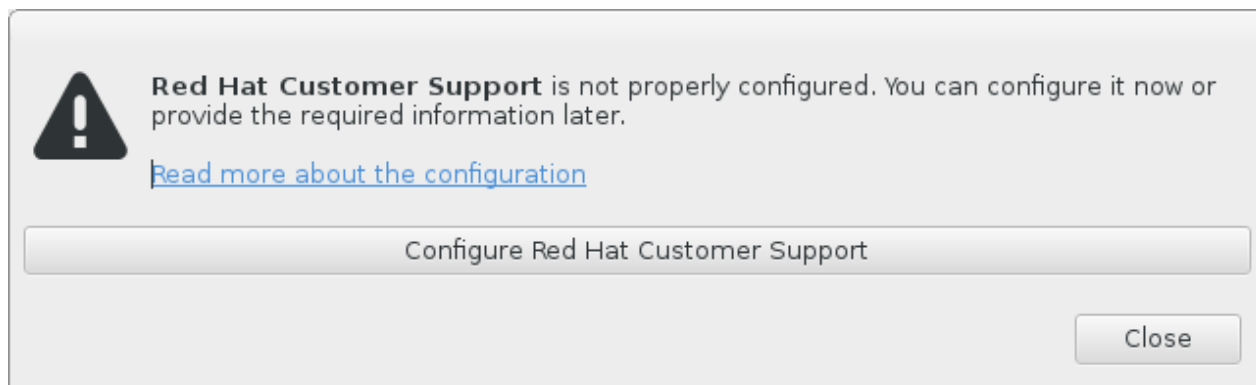 Red Hat Customer Support is not properly configured. You can configure it now or
provide the required information later.
Read more about the configuration
Configure Red Hat Customer Support
Close